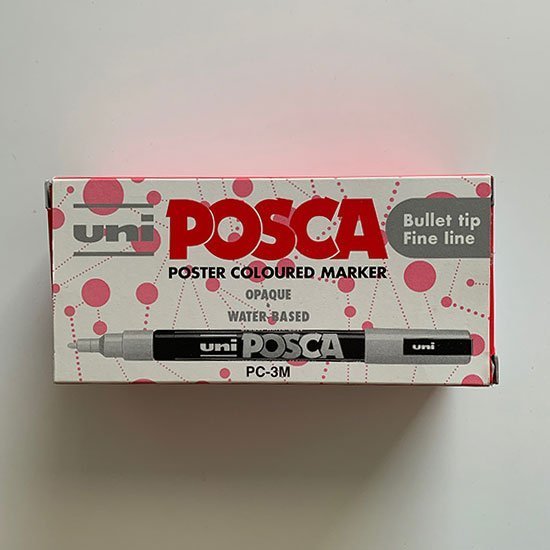 uni
POSCA
Bullet tip
Fine line
POSTER COLOURED MARKER
OPAQUE
WATER-BASED
uni POSCA uni
PC-3M